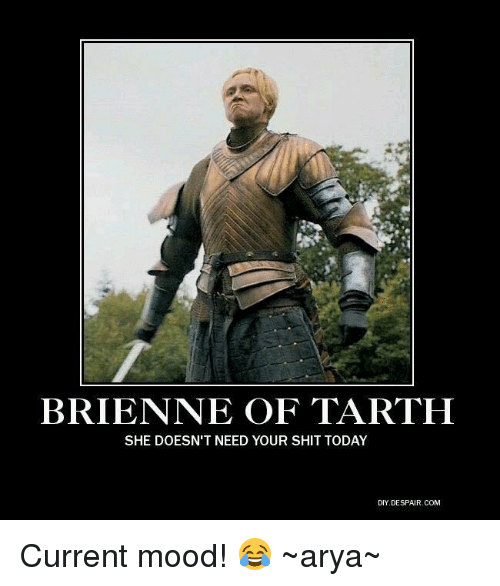 BRIENNE OF TARTH
SHE DOESN'T NEED YOUR SHIT TODAY
DIY.DESPAIR.COM
Current mood! 😂 ~arya~